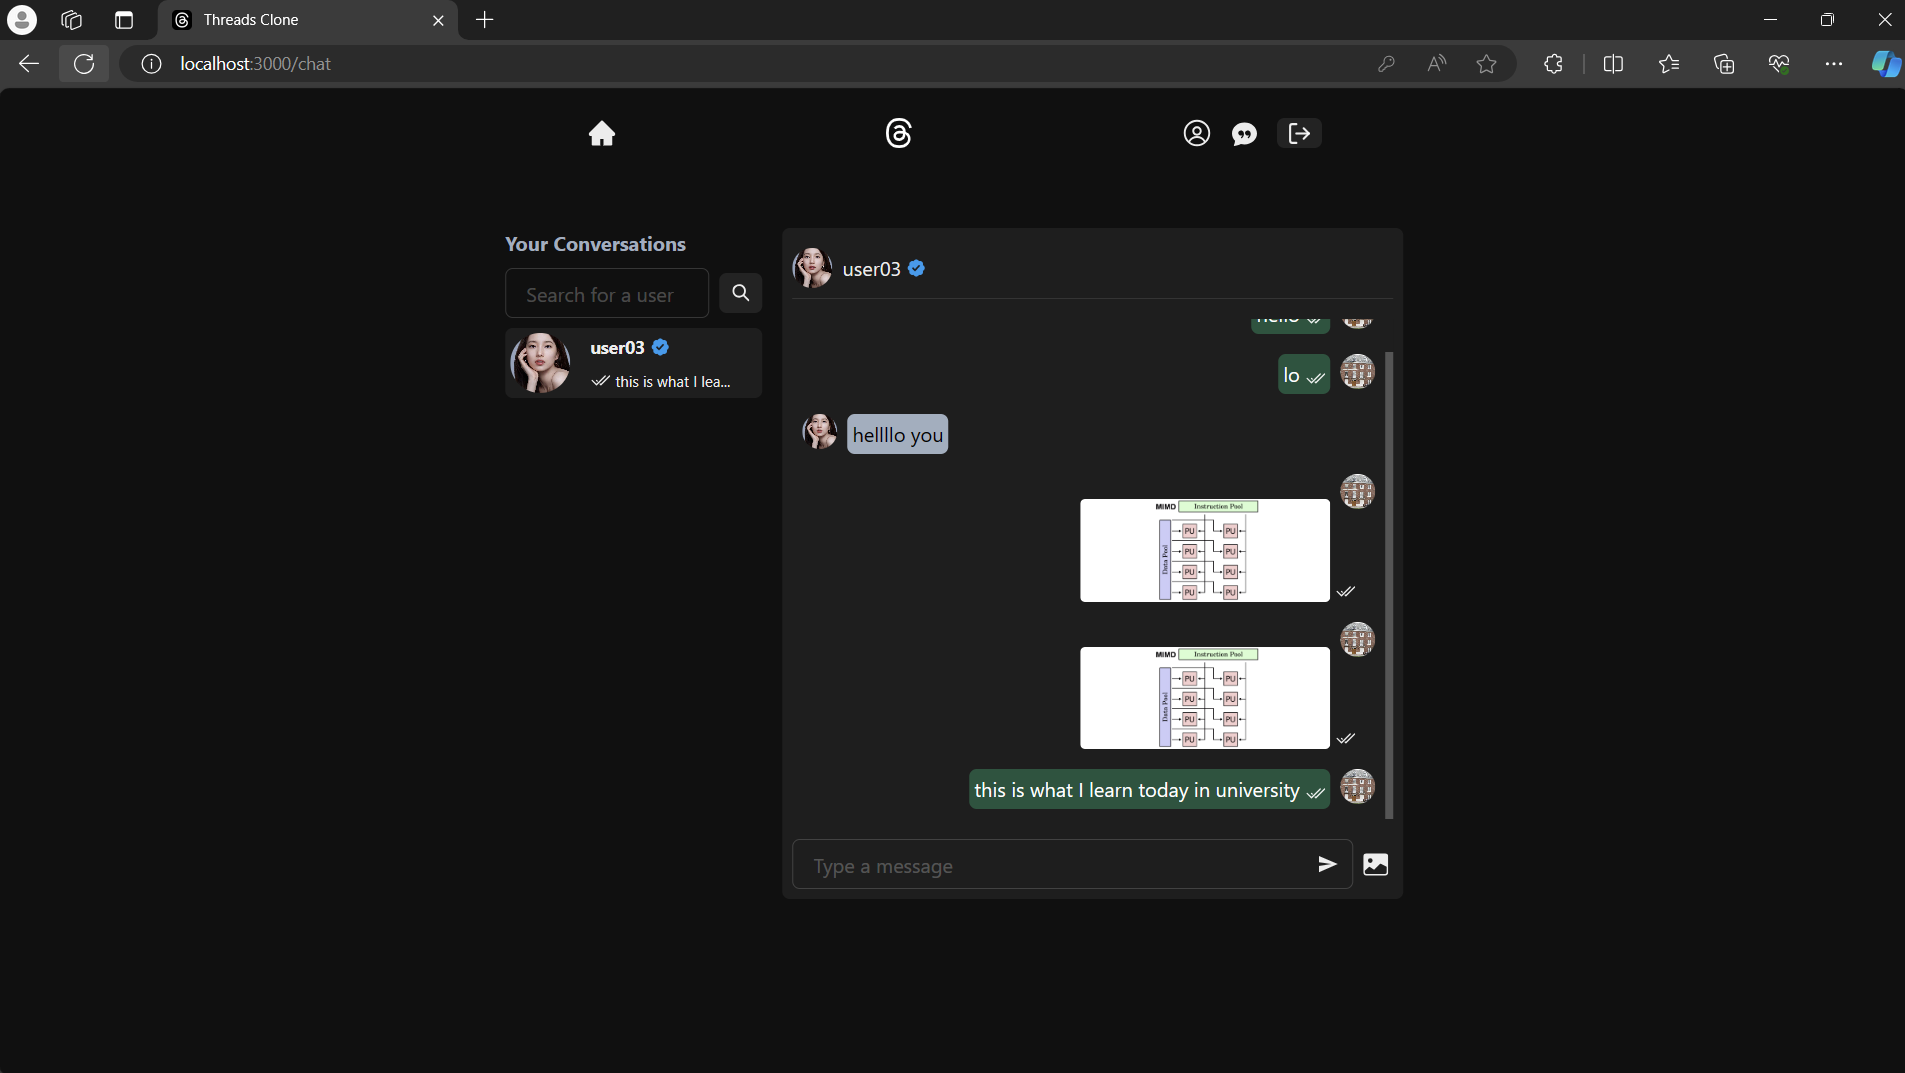 Threads Clone
localhost:3000/chat
Your Conversations
Search for a user
user03
this is what I lea...
user03
hello
lo
hellllo you
MIMD Instruction Pool
Data Pool
PU PU
PU PU
PU PU
PU PU
MIMD Instruction Pool
Data Pool
PU PU
PU PU
PU PU
PU PU
this is what I learn today in university
Type a message